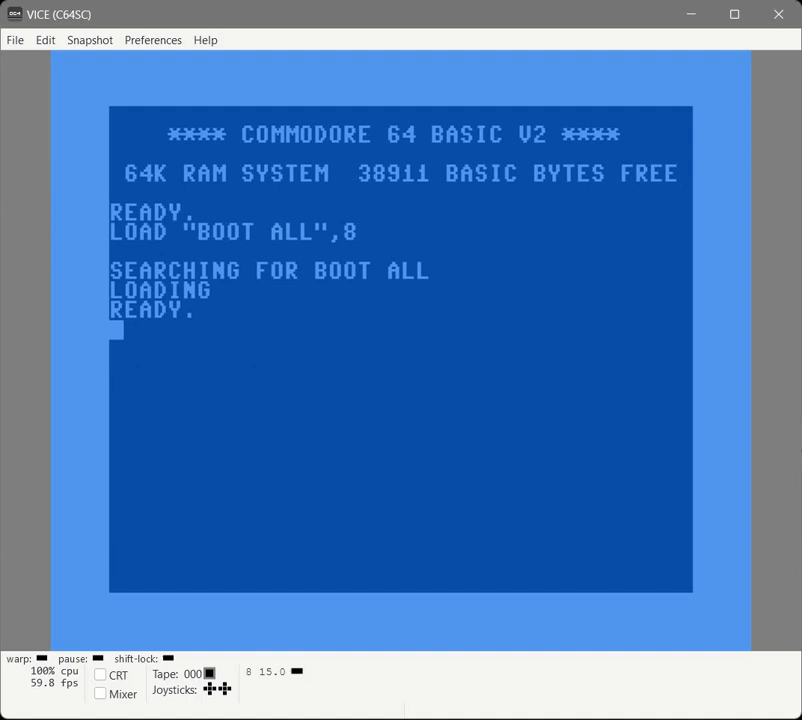 VICE (C64SC)
File Edit Snapshot Preferences Help
**** COMMODORE 64 BASIC V2 ****
64K RAM SYSTEM 38911 BASIC BYTES FREE
READY.
LOAD "BOOT ALL",8
SEARCHING FOR BOOT ALL
LOADING
READY.
warp: pause: shift-lock:
100% cpu
59.8 fps
CRT
Mixer
Tape: 000
Joysticks:
8 15.0